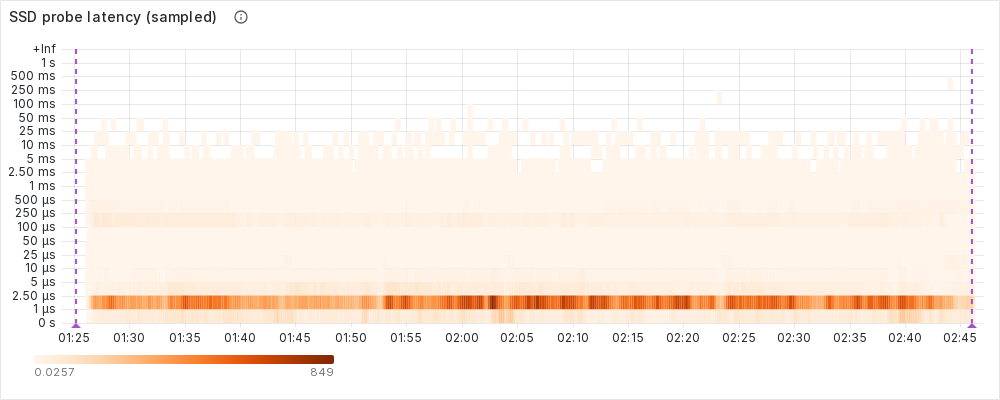 SSD probe latency (sampled)
+Inf
1 s
500 ms
250 ms
100 ms
50 ms
25 ms
10 ms
5 ms
2.50 ms
1 ms
500 µs
250 µs
100 µs
50 µs
25 µs
10 µs
5 µs
2.50 µs
1 µs
0 s
01:25 01:30 01:35 01:40 01:45 01:50 01:55 02:00 02:05 02:10 02:15 02:20 02:25 02:30 02:35 02:40 02:45
0.0257 849